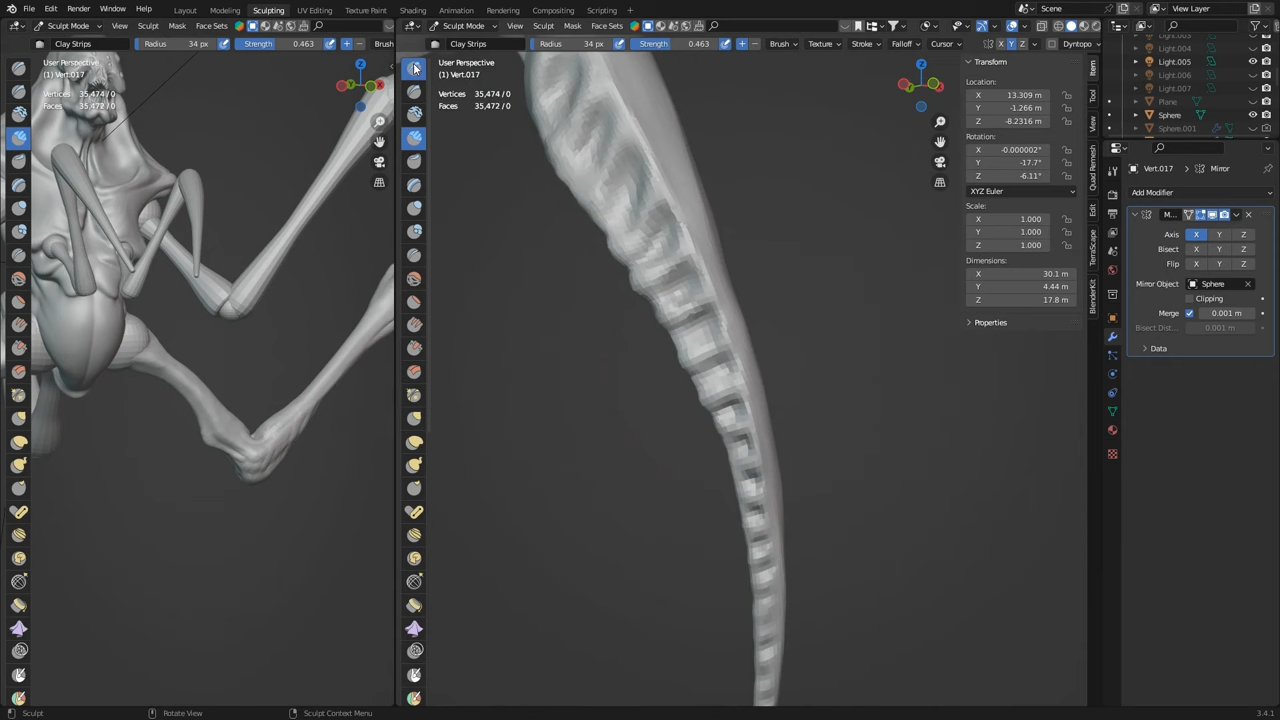 File Edit Render Window Help Layout Modeling Sculpting UV Editing Texture Paint Shading Animation Rendering Compositing Scripting + Scene View Layer
Sculpt Mode View Sculpt Mask Face Sets Sculpt Mode View Sculpt Mask Face Sets
Clay Strips Radius 34 px Strength 0.463 Brush Clay Strips Radius 34 px Strength 0.463 Brush Texture Stroke Falloff Cursor X Y Z Dyntopo
User Perspective
(1) Vert.017
Vertices 35,474 / 0
Faces 35,472 / 0
User Perspective
(1) Vert.017
Vertices 35,474 / 0
Faces 35,472 / 0
Transform
Location:
X 13.309 m
Y -1.266 m
Z -8.2316 m
Rotation:
X -0.000002°
Y -17.7°
Z -6.11°
XYZ Euler
Scale:
X 1.000
Y 1.000
Z 1.000
Dimensions:
X 30.1 m
Y 4.44 m
Z 17.8 m
Properties
Item
Tool
View
Quad Remesh
Edit
TerraScape
BlenderKit
Light.004
Light.005
Light.006
Light.007
Plane
Sphere
Sphere.001
Vert.017 > Mirror
Add Modifier
M...
Axis X Y Z
Bisect X Y Z
Flip X Y Z
Mirror Object Sphere
Clipping
Merge 0.001 m
Bisect Dist... 0.001 m
Data
Sculpt Rotate View Sculpt Context Menu 3.4.1